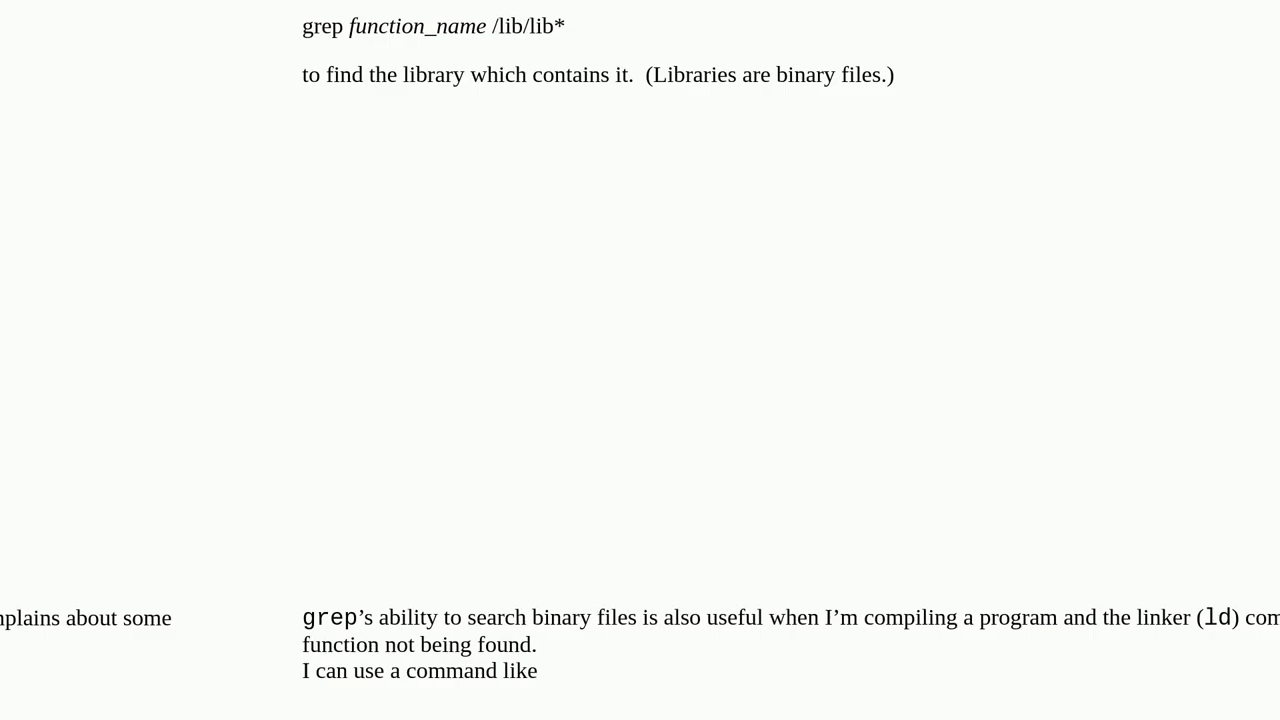 grep function_name /lib/lib*
to find the library which contains it. (Libraries are binary files.)
plains about some
grep’s ability to search binary files is also useful when I’m compiling a program and the linker (ld) com
function not being found.
I can use a command like